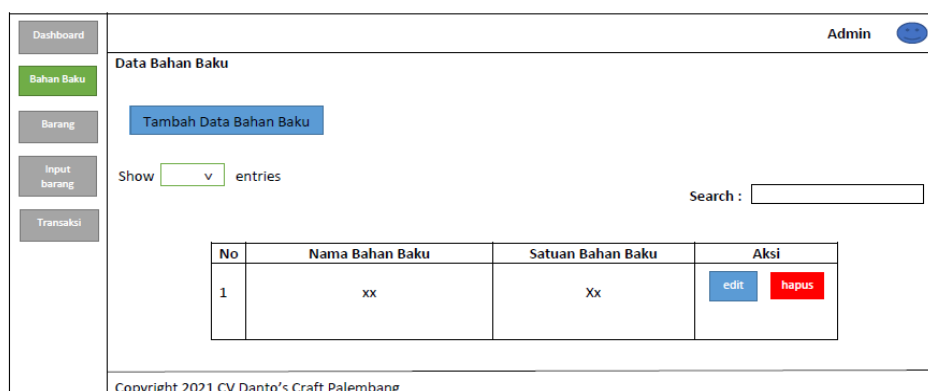 Dashboard
Admin
Data Bahan Baku
Bahan Baku
Tambah Data Bahan Baku
Barang
Input
barang
Show v entries
Search :
Transaksi
No Nama Bahan Baku Satuan Bahan Baku Aksi
1 xx Xx edit hapus
Copyright 2021 CV Danto's Craft Palembang